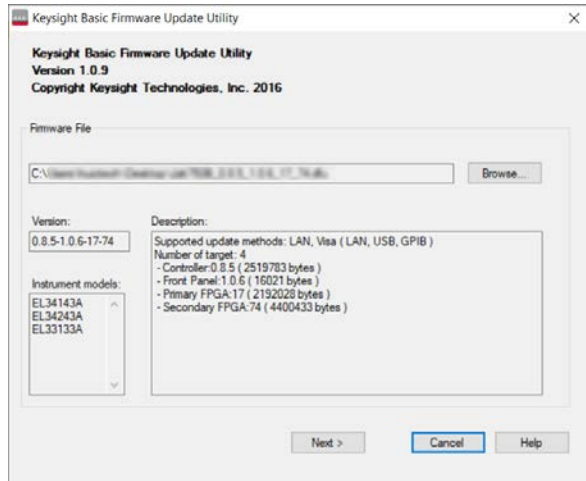 Keysight Basic Firmware Update Utility
Keysight Basic Firmware Update Utility
Version 1.0.9
Copyright Keysight Technologies, Inc. 2016
Firmware File
C:\
Browse...
Version:
0.8.5-1.0.6-17-74
Description:
Supported update methods: LAN, Visa ( LAN, USB, GPIB )
Number of target: 4
- Controller:0.8.5 ( 2519783 bytes )
- Front Panel:1.0.6 ( 16021 bytes )
- Primary FPGA:17 ( 2192028 bytes )
- Secondary FPGA:74 ( 4400433 bytes )
Instrument models:
EL34143A
EL34243A
EL33133A
Next >
Cancel
Help